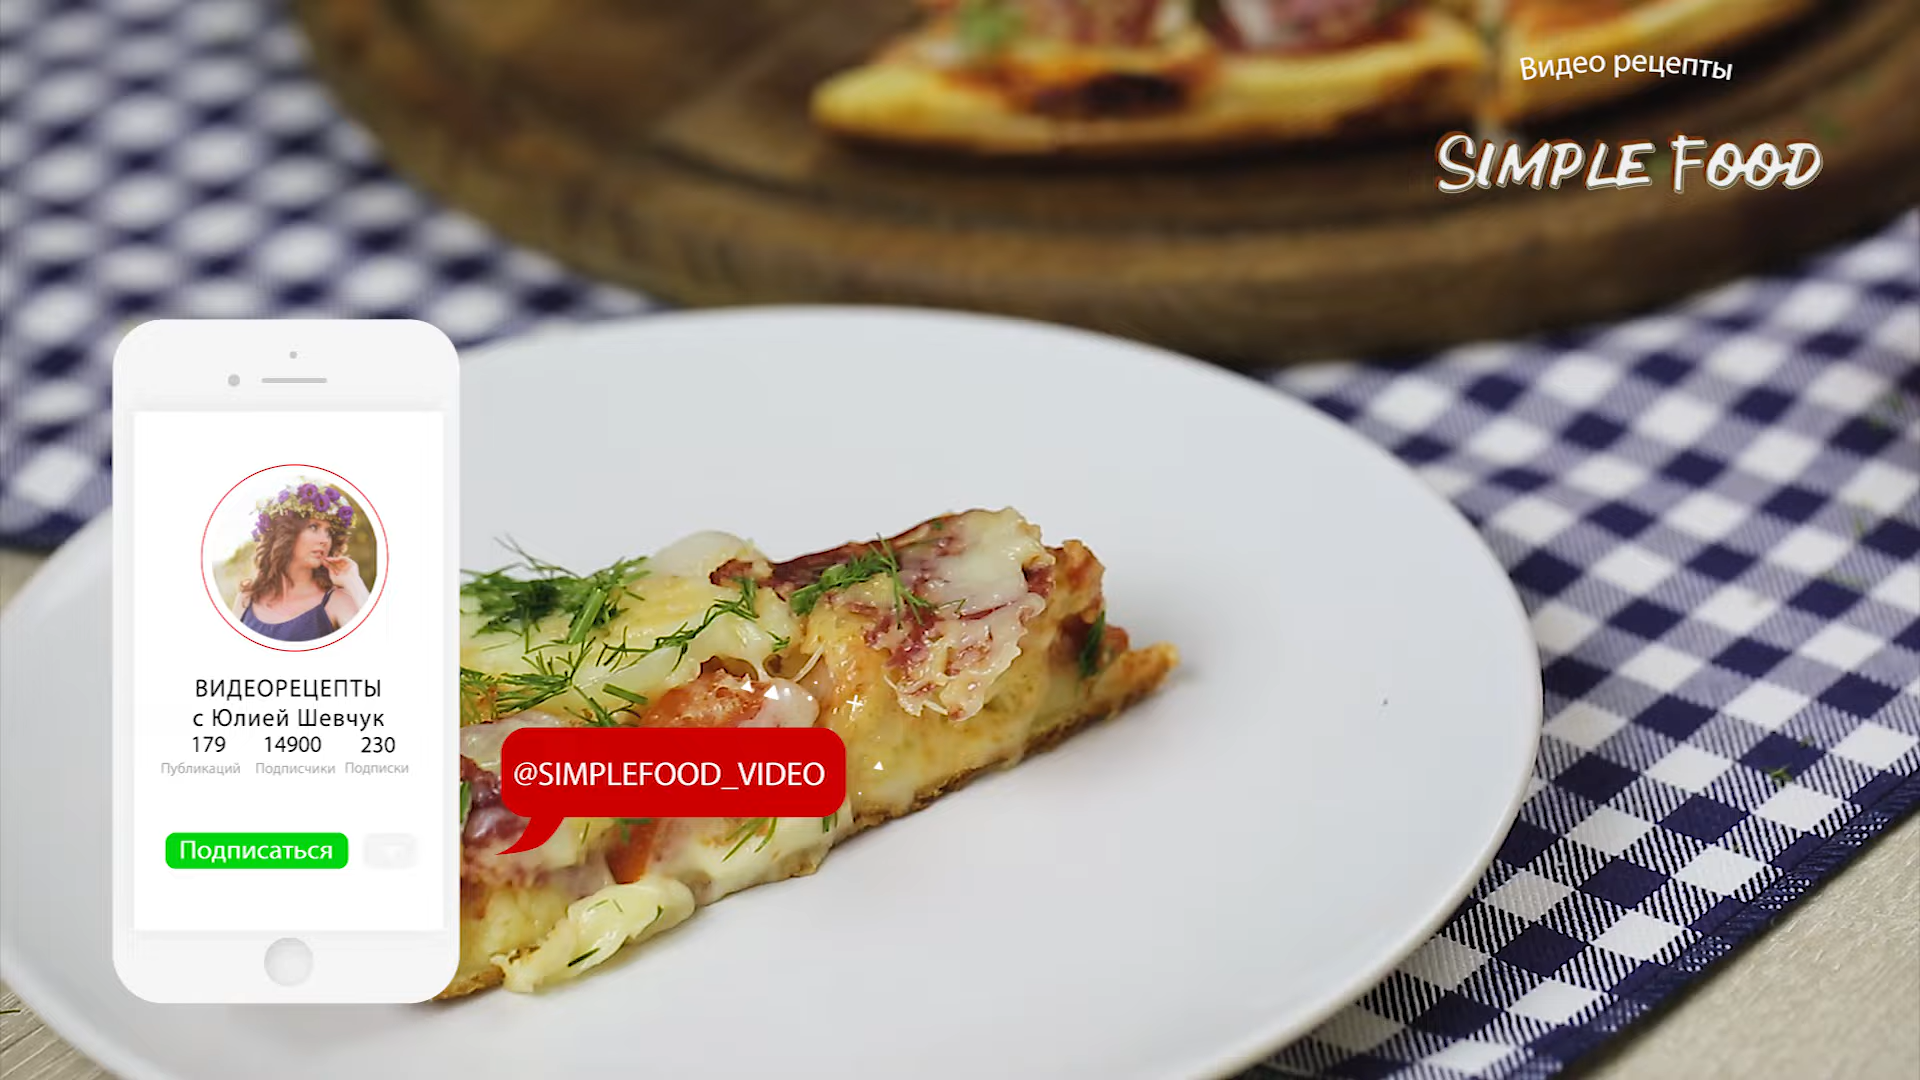 Видео рецепты
SIMPLE FOOD
ВИДЕОРЕЦЕПТЫ
с Юлией Шевчук
179 14900 230
Публикаций Подписчики Подписки
@SIMPLEFOOD_VIDEO
Подписаться